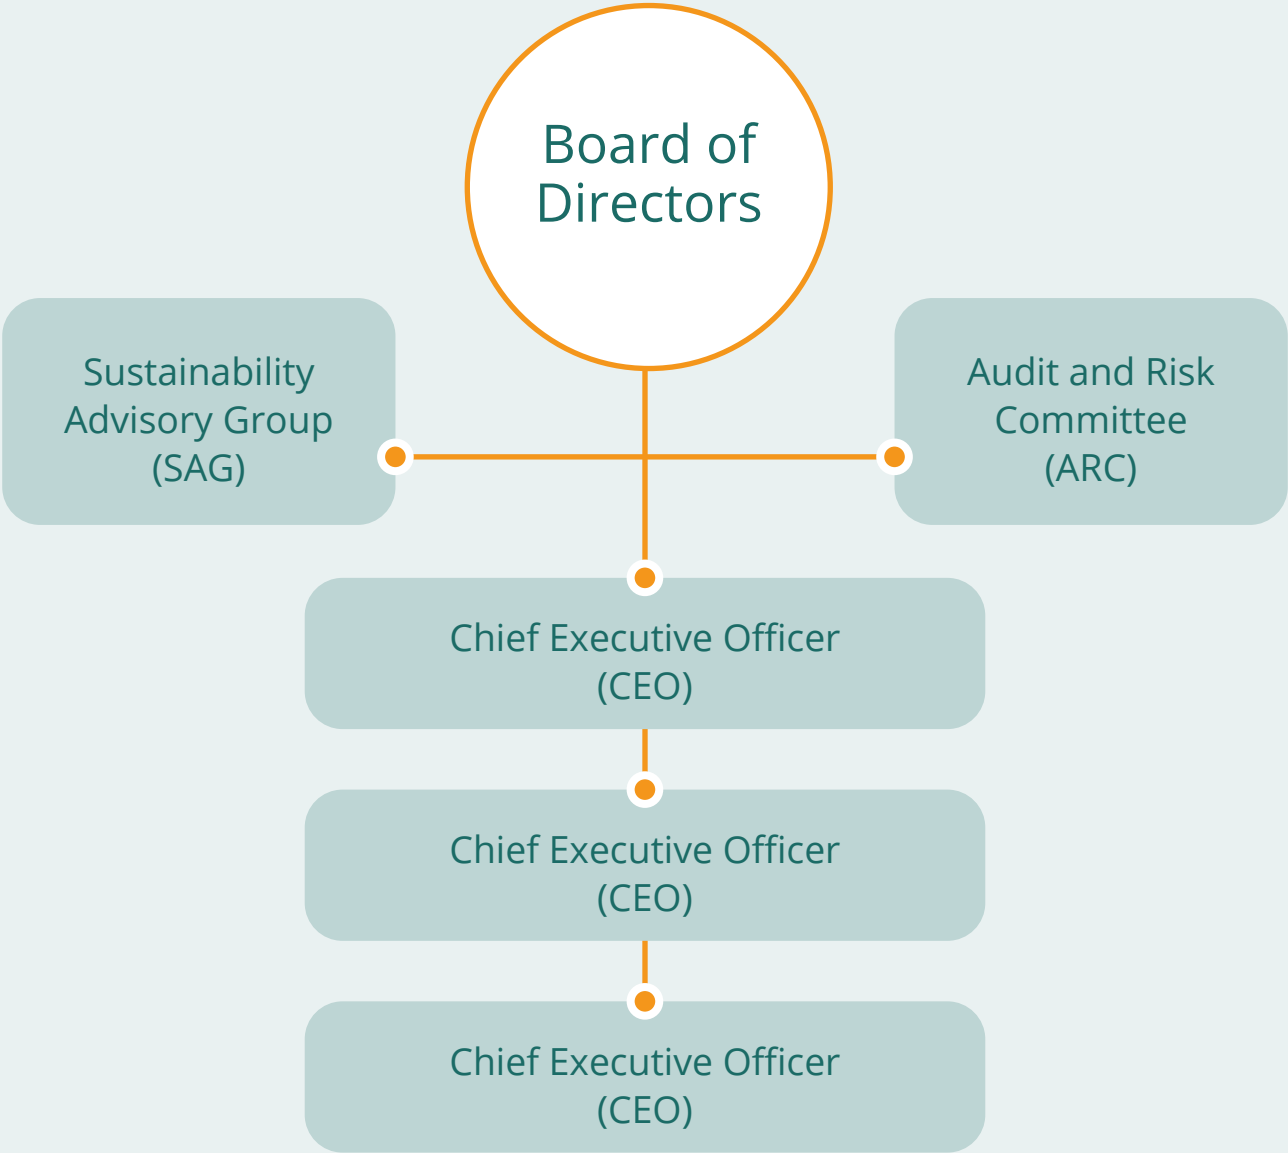 Board of
Directors
Sustainability
Advisory Group
(SAG)
Audit and Risk
Committee
(ARC)
Chief Executive Officer
(CEO)
Chief Executive Officer
(CEO)
Chief Executive Officer
(CEO)